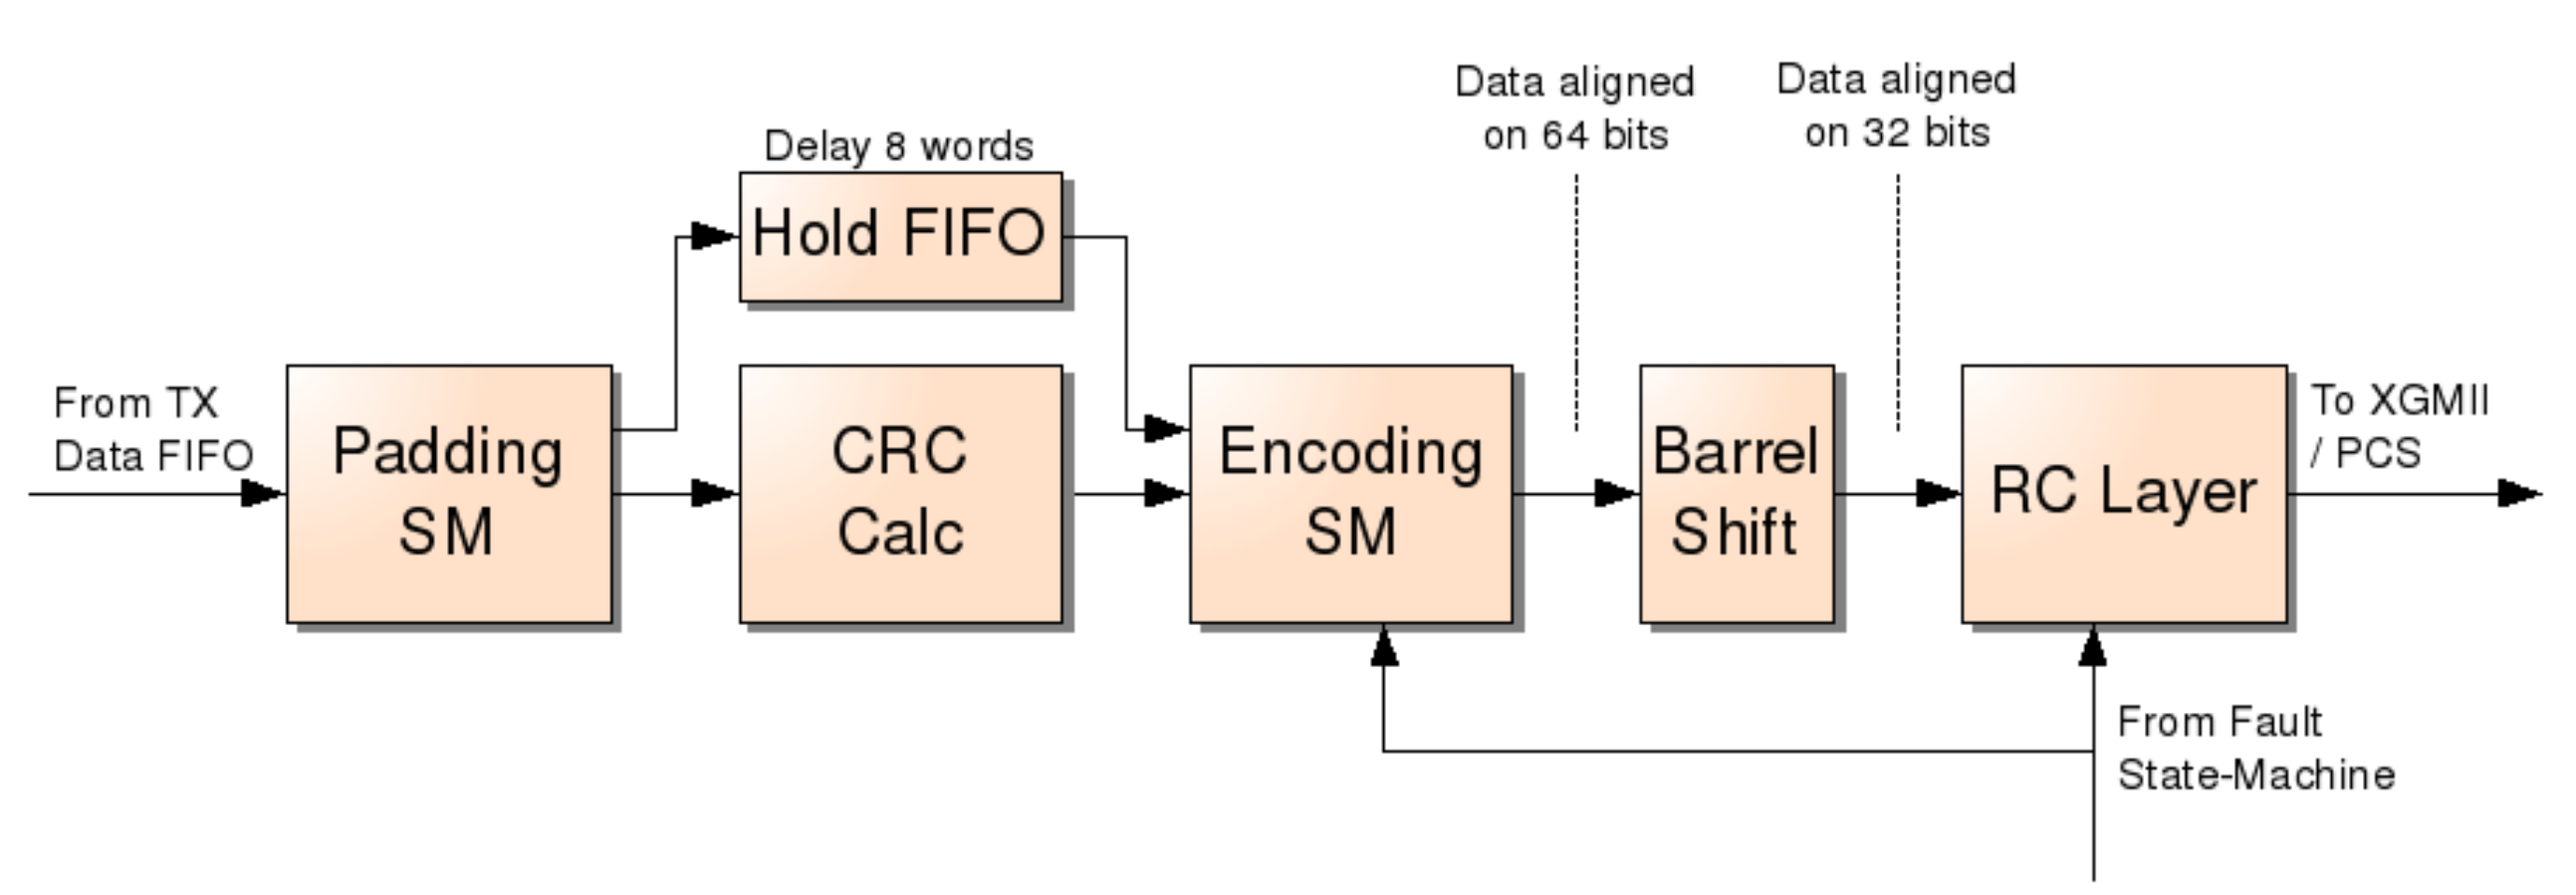 Data aligned
on 64 bits
Data aligned
on 32 bits
Delay 8 words
Hold FIFO
From TX
Data FIFO
Padding
SM
CRC
Calc
Encoding
SM
Barrel
Shift
RC Layer
To XGMII
/ PCS
From Fault
State-Machine